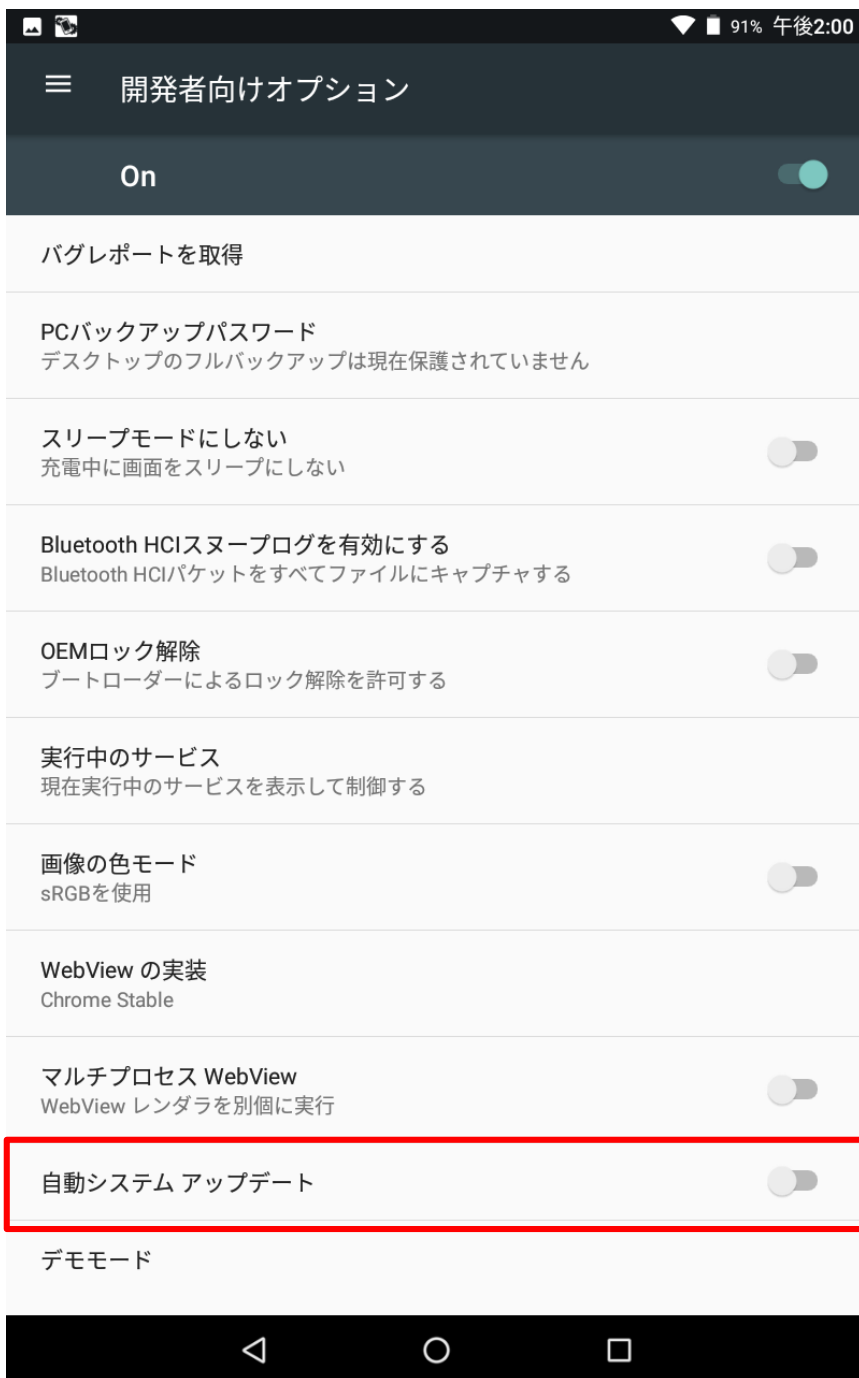 91% 午後2:00
開発者向けオプション
On
バグレポートを取得
PCバックアップパスワード
デスクトップのフルバックアップは現在保護されていません
スリープモードにしない
充電中に画面をスリープにしない
Bluetooth HCIスヌープログを有効にする
Bluetooth HCIパケットをすべてファイルにキャプチャする
OEMロック解除
ブートローダーによるロック解除を許可する
実行中のサービス
現在実行中のサービスを表示して制御する
画像の色モード
sRGBを使用
WebView の実装
Chrome Stable
マルチプロセス WebView
WebView レンダラを別個に実行
自動システム アップデート
デモモード